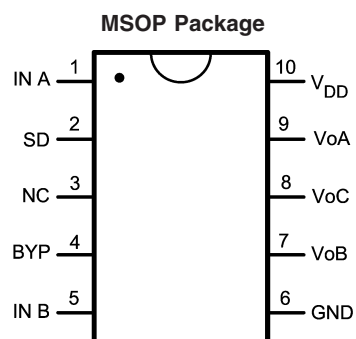 MSOP Package
IN A 1 10 VDD
SD 2 9 VoA
NC 3 8 VoC
BYP 4 7 VoB
IN B 5 6 GND